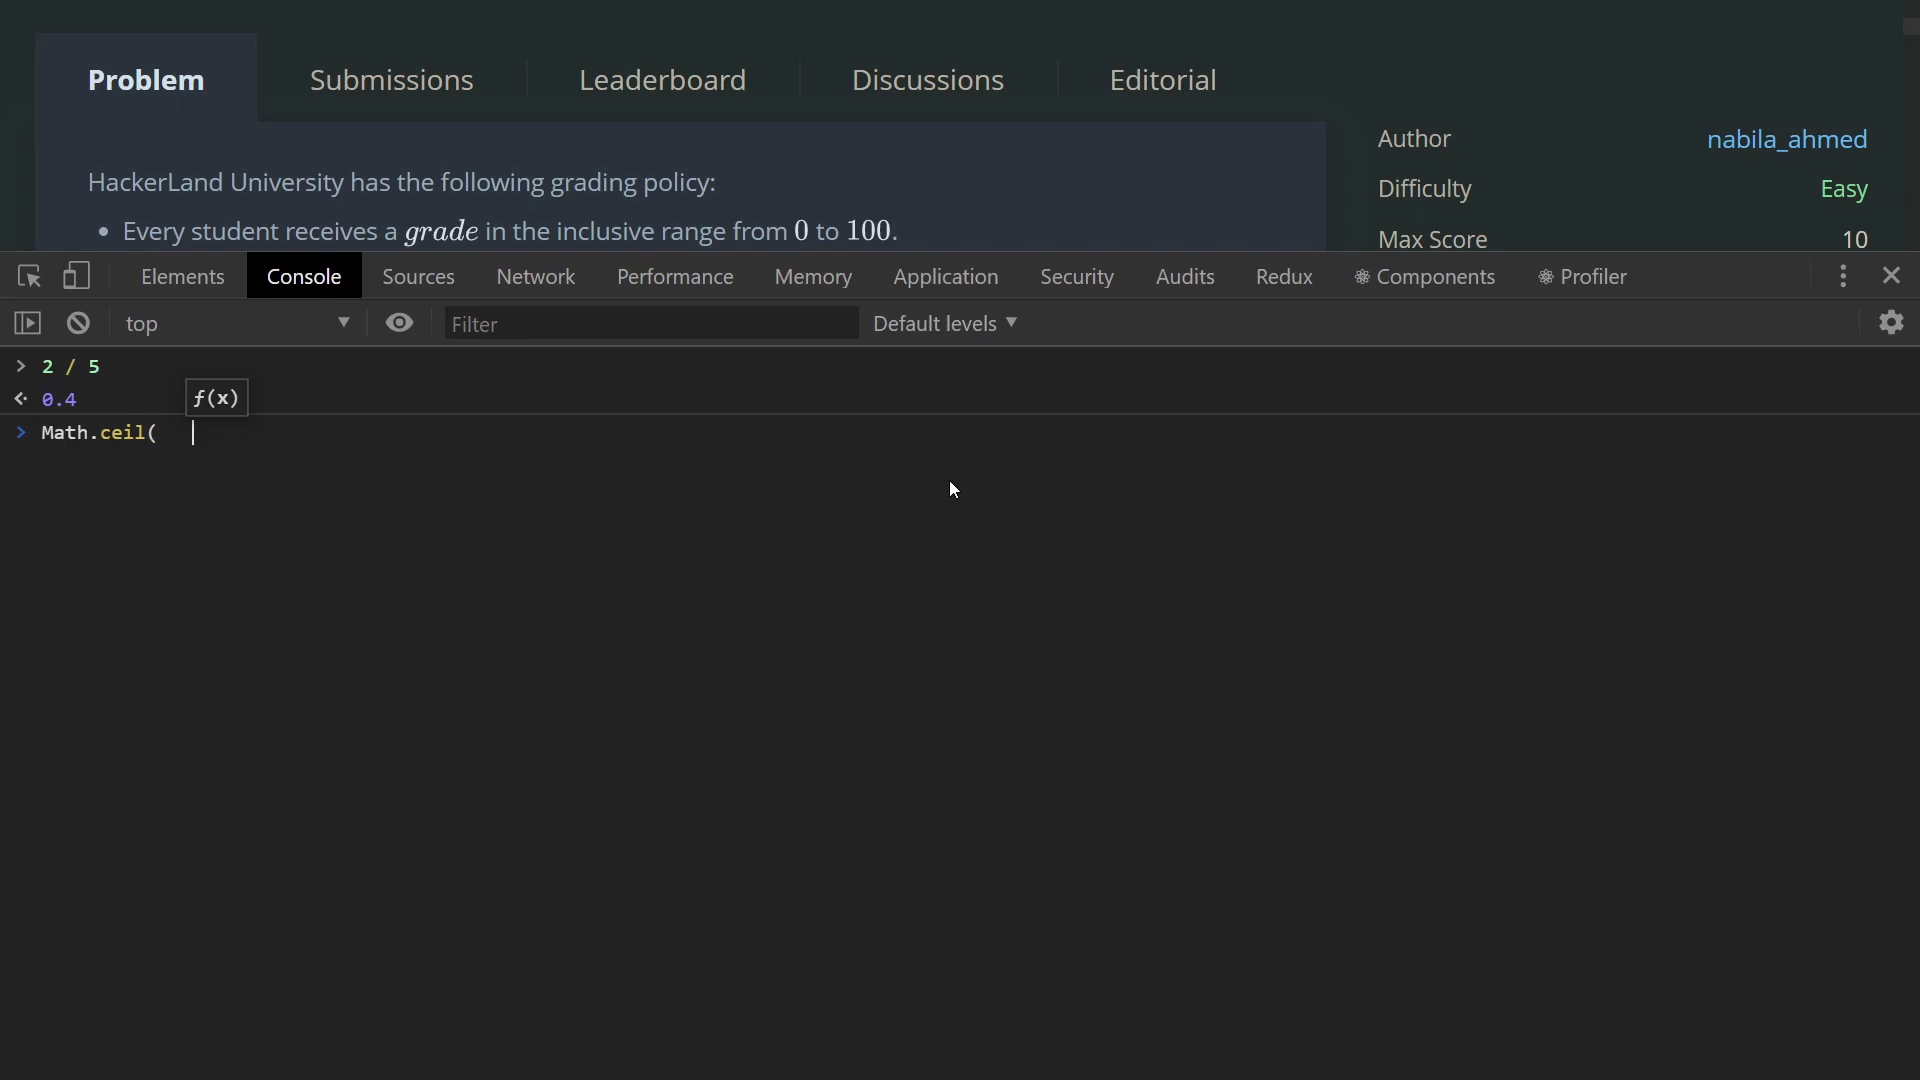 Problem Submissions Leaderboard Discussions Editorial
Author nabila_ahmed
HackerLand University has the following grading policy:
Difficulty Easy
• Every student receives a grade in the inclusive range from 0 to 100.
Max Score 10
Elements Console Sources Network Performance Memory Application Security Audits Redux Components Profiler
top Filter Default levels
> 2 / 5
0.4
ƒ(x)
> Math.ceil(